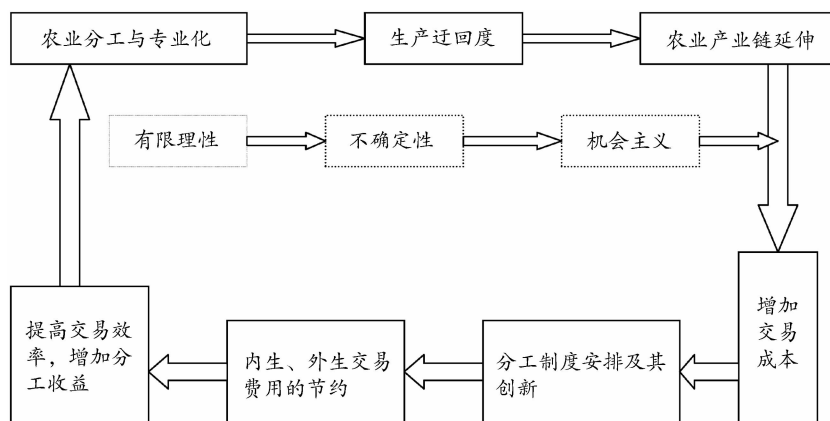 农业分工与专业化
生产迂回度
农业产业链延伸
有限理性
不确定性
机会主义
增加
交易
成本
分工制度安排及其
创新
内生、外生交易
费用的节约
提高交易效
率，增加分
工收益